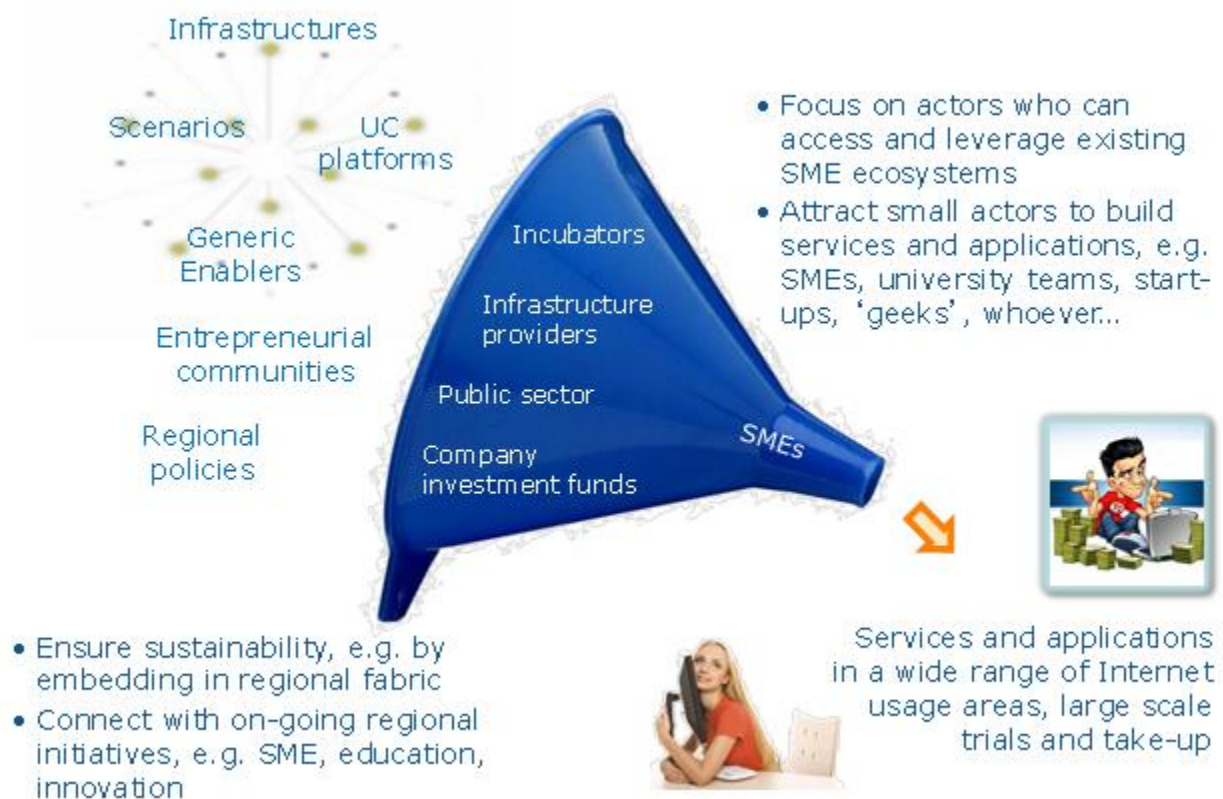 Infrastructures
Scenarios
UC
platforms
Generic
Enablers
Entrepreneurial
communities
Regional
policies
Incubators
Infrastructure
providers
Public sector
Company
investment funds
SMEs
• Focus on actors who can
access and leverage existing
SME ecosystems
• Attract small actors to build
services and applications, e.g.
SMEs, university teams, start-
ups, ‘geeks’, whoever…
• Ensure sustainability, e.g. by
embedding in regional fabric
• Connect with on-going regional
initiatives, e.g. SME, education,
innovation
Services and applications
in a wide range of Internet
usage areas, large scale
trials and take-up